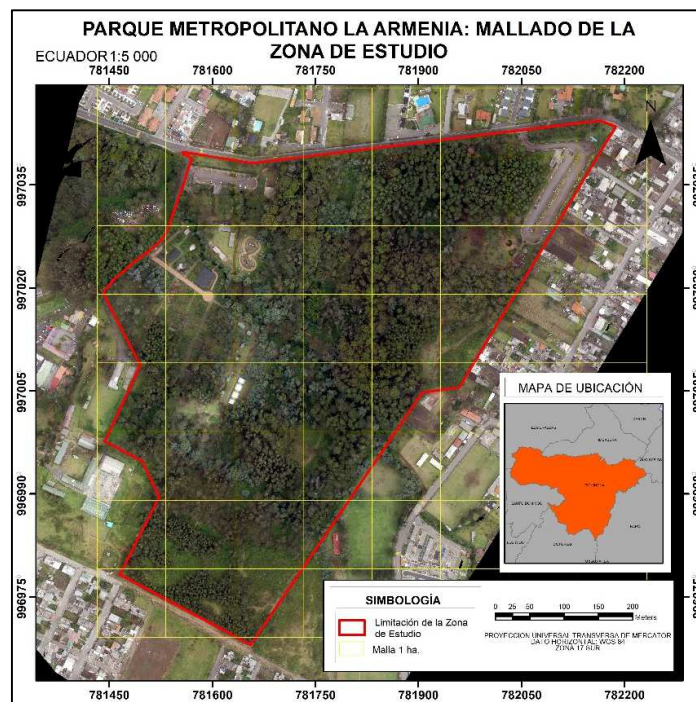 PARQUE METROPOLITANO LA ARMENIA: MALLADO DE LA
ZONA DE ESTUDIO
ECUADOR 1:5 000
781450 781600 781750 781900 782050 782200
N
997035
997020 997020
997005
996990
996975
MAPA DE UBICACIÓN
SIMBOLOGÍA
Limitación de la Zona
de Estudio
Malla 1 ha.
0 25 50 100 150 200
Meters
PROYECCION UNIVERSAL TRANSVERSA DE MERCATOR
DATO HORIZONTAL: WGS 84
ZONA 17 SUR
781450 781600 781750 781900 782050 782200